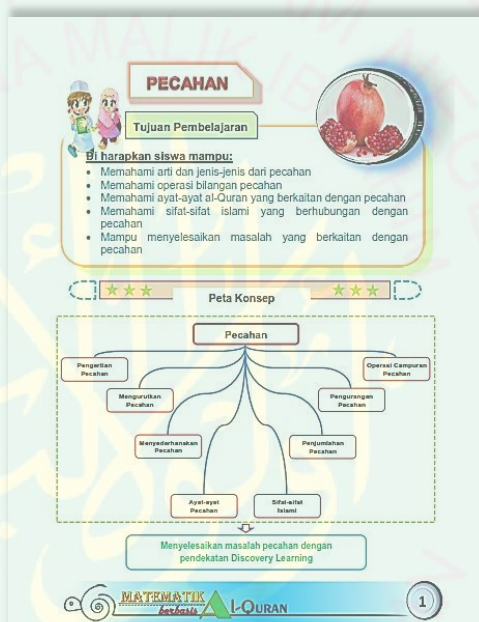 PECAHAN
Tujuan Pembelajaran
Di harapkan siswa mampu:
• Memahami arti dan jenis-jenis dari pecahan
• Memahami operasi bilangan pecahan
• Memahami ayat-ayat al-Quran yang berkaitan dengan pecahan
• Memahami sifat-sifat islami yang berhubungan dengan
pecahan
• Mampu menyelesaikan masalah yang berkaitan dengan
pecahan
Peta Konsep
Pecahan
Pengertian
Pecahan
Operasi Campuran
Pecahan
Mengurutkan
Pecahan
Pengurangan
Pecahan
Menyederhanakan
Pecahan
Penjumlahan
Pecahan
Ayat-ayat
Pecahan
Sifat-sifat
Islami
Menyelesaikan masalah pecahan dengan
pendekatan Discovery Learning
MATEMATIK
berbasis Al-QURAN
1